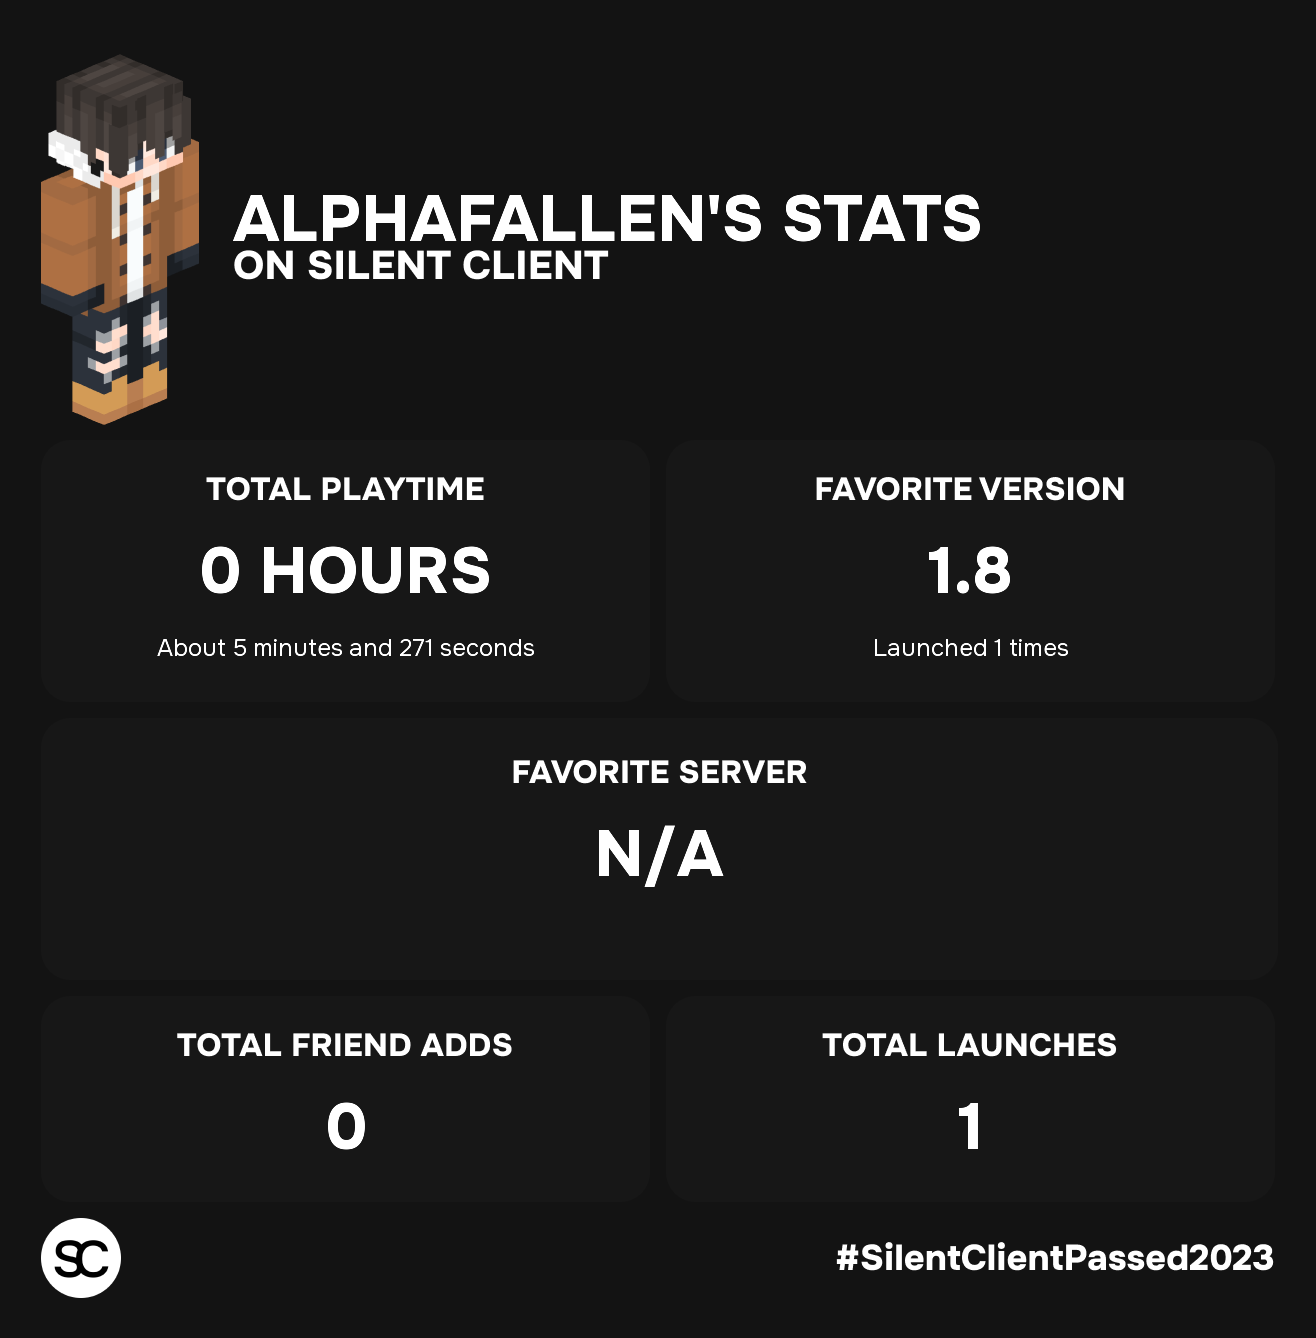 ALPHAFALLEN'S STATS
ON SILENT CLIENT
TOTAL PLAYTIME
0 HOURS
About 5 minutes and 271 seconds
FAVORITE VERSION
1.8
Launched 1 times
FAVORITE SERVER
N/A
TOTAL FRIEND ADDS
0
TOTAL LAUNCHES
1
SC
#SilentClientPassed2023